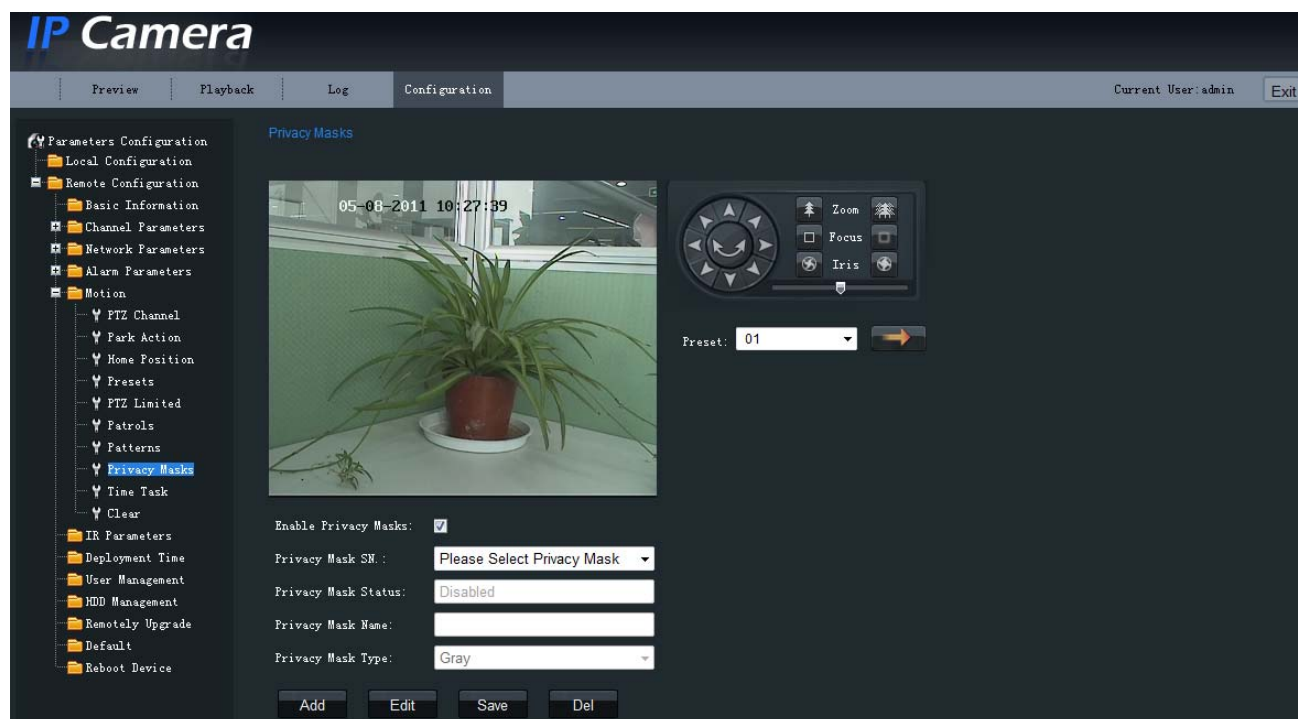 IP Camera
Preview Playback Log Configuration Current User:admin Exit
Parameters Configuration
Local Configuration
Remote Configuration
Basic Information
Channel Parameters
Network Parameters
Alarm Parameters
Motion
PTZ Channel
Park Action
Home Position
Presets
PTZ Limited
Patrols
Patterns
Privacy Masks
Time Task
Clear
IR Parameters
Deployment Time
User Management
HDD Management
Remotely Upgrade
Default
Reboot Device
Privacy Masks
05-08-2011 10:27:39
Zoom
Focus
Iris
Preset: 01
Enable Privacy Masks:
Privacy Mask SN.: Please Select Privacy Mask
Privacy Mask Status: Disabled
Privacy Mask Name:
Privacy Mask Type: Gray
Add Edit Save Del